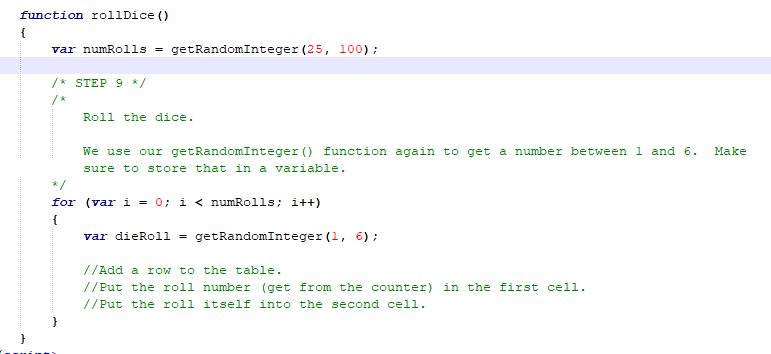 function rollDice()
{
var numRolls = getRandomInteger(25, 100);
/* STEP 9 */
/*
Roll the dice.
We use our getRandomInteger() function again to get a number between 1 and 6.  Make
sure to store that in a variable.
*/
for (var i = 0; i < numRolls; i++)
{
var dieRoll = getRandomInteger(1, 6);
//Add a row to the table.
//Put the roll number (get from the counter) in the first cell.
//Put the roll itself into the second cell.
}
}